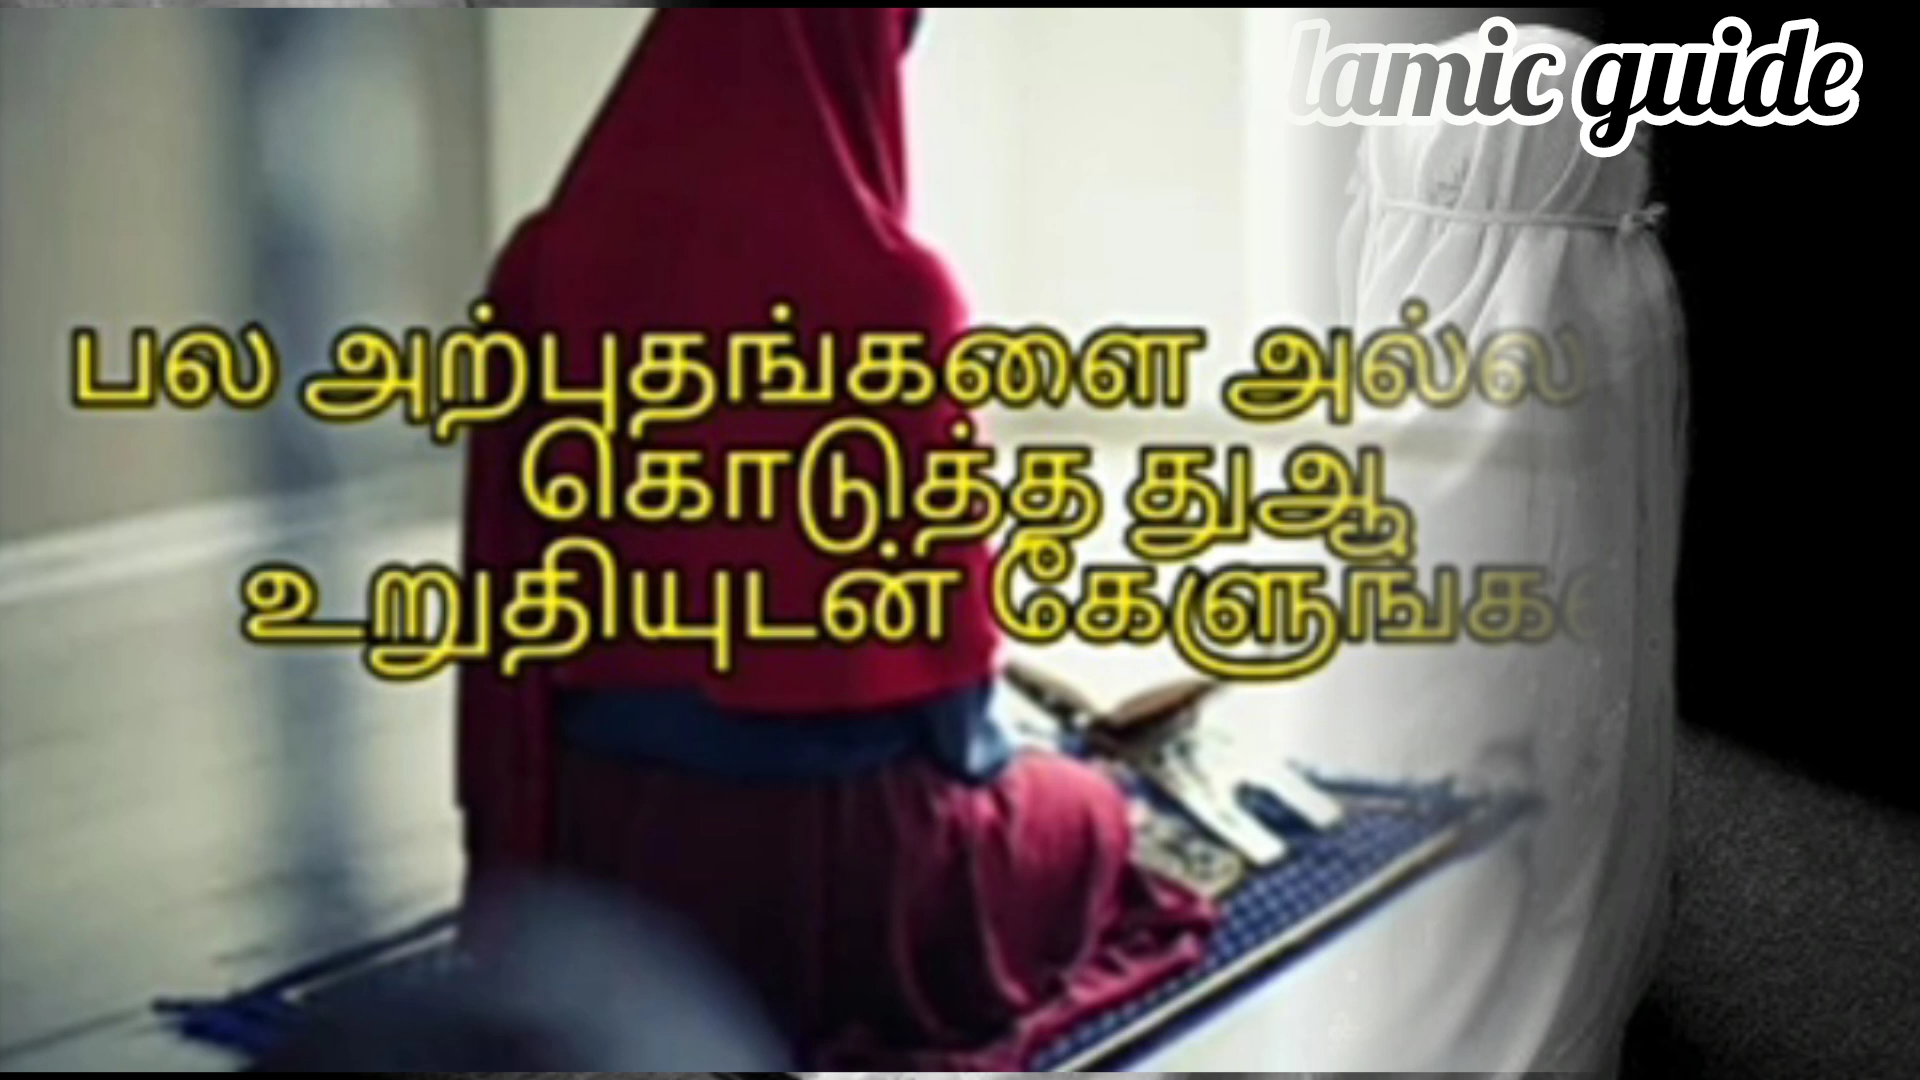 lamic guide
பல அற்புதங்களை அல்ல
கொடுத்த துஆ
உறுதியுடன் கேளுங்க